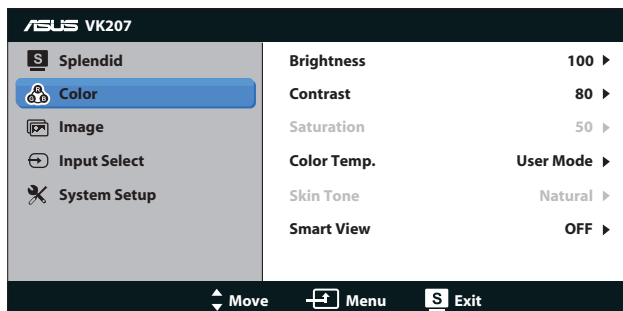 ASUS VK207
S Splendid
R G B Color
Image
Input Select
System Setup
Brightness 100
Contrast 80
Saturation 50
Color Temp. User Mode
Skin Tone Natural
Smart View OFF
Move Menu S Exit